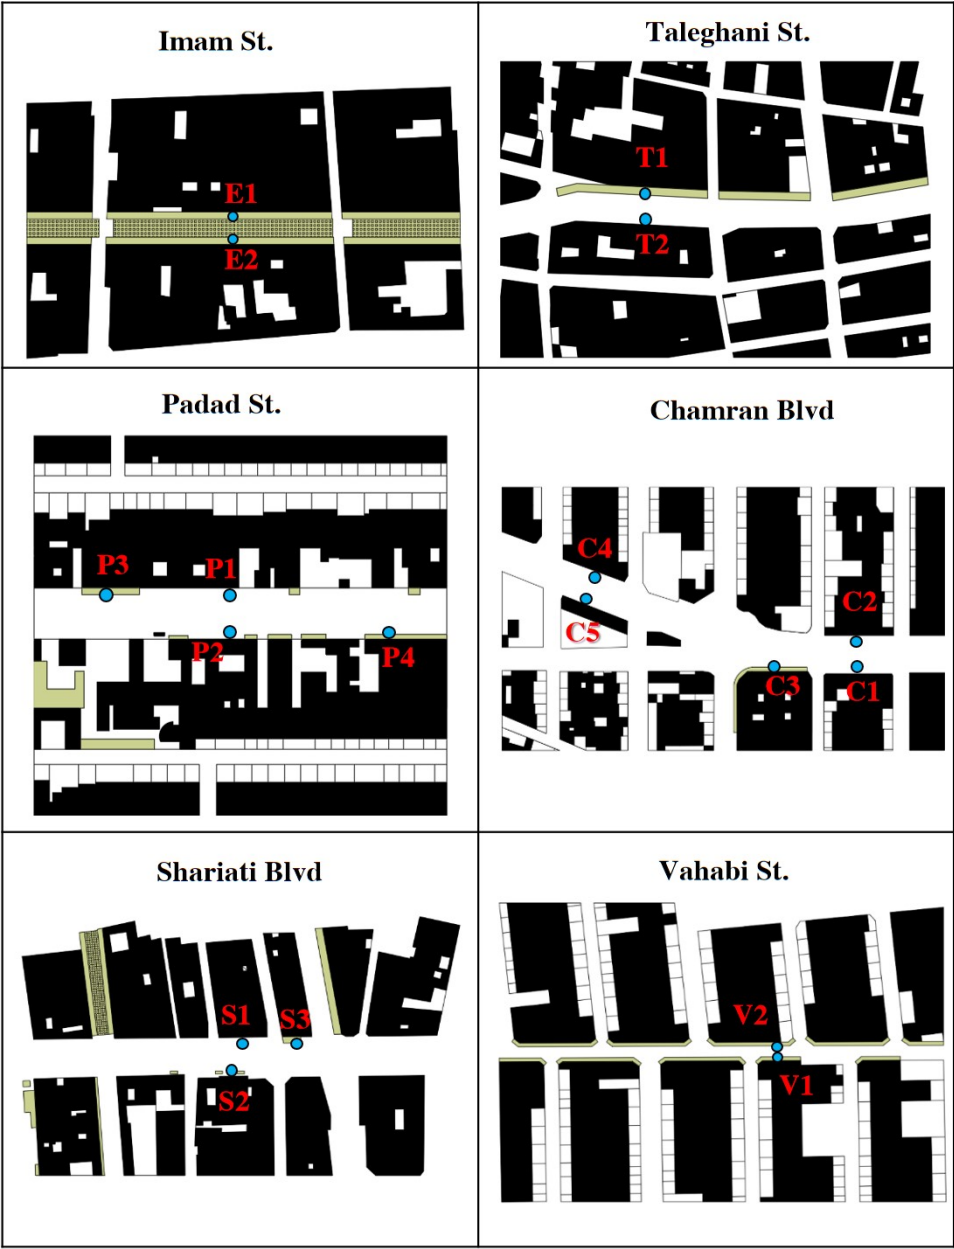 Imam St.
E1
E2
Taleghani St.
T1
T2
Padad St.
P3
P1
P2
P4
Chamran Blvd
C4
C2
C5
C3
C1
Shariati Blvd
S1
S3
S2
Vahabi St.
V2
V1